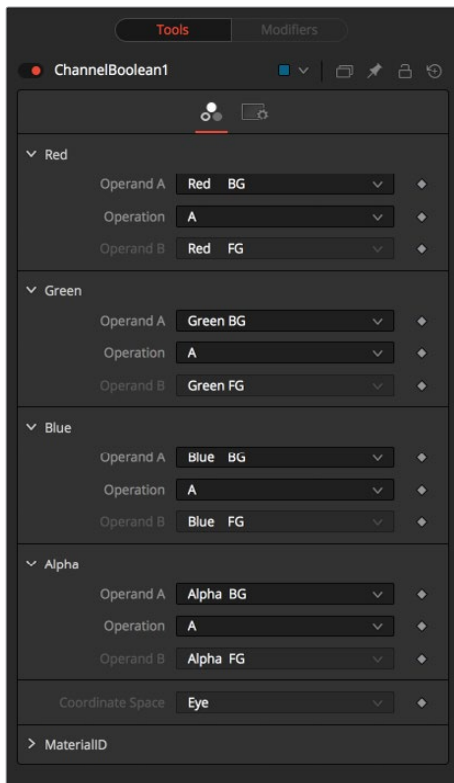 Tools Modifiers
ChannelBoolean1
Red
Operand A Red BG
Operation A
Operand B Red FG
Green
Operand A Green BG
Operation A
Operand B Green FG
Blue
Operand A Blue BG
Operation A
Operand B Blue FG
Alpha
Operand A Alpha BG
Operation A
Operand B Alpha FG
Coordinate Space Eye
MaterialID